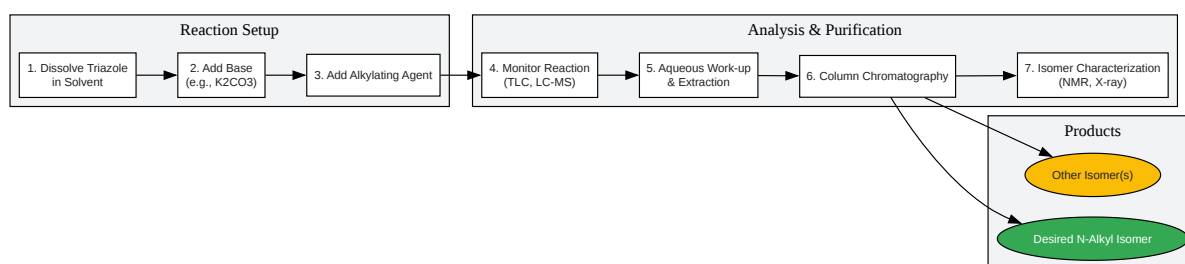 Reaction Setup
1. Dissolve Triazole
in Solvent
2. Add Base
(e.g., K2CO3)
3. Add Alkylating Agent
Analysis & Purification
4. Monitor Reaction
(TLC, LC-MS)
5. Aqueous Work-up
& Extraction
6. Column Chromatography
7. Isomer Characterization
(NMR, X-ray)
Products
Other Isomer(s)
Desired N-Alkyl Isomer